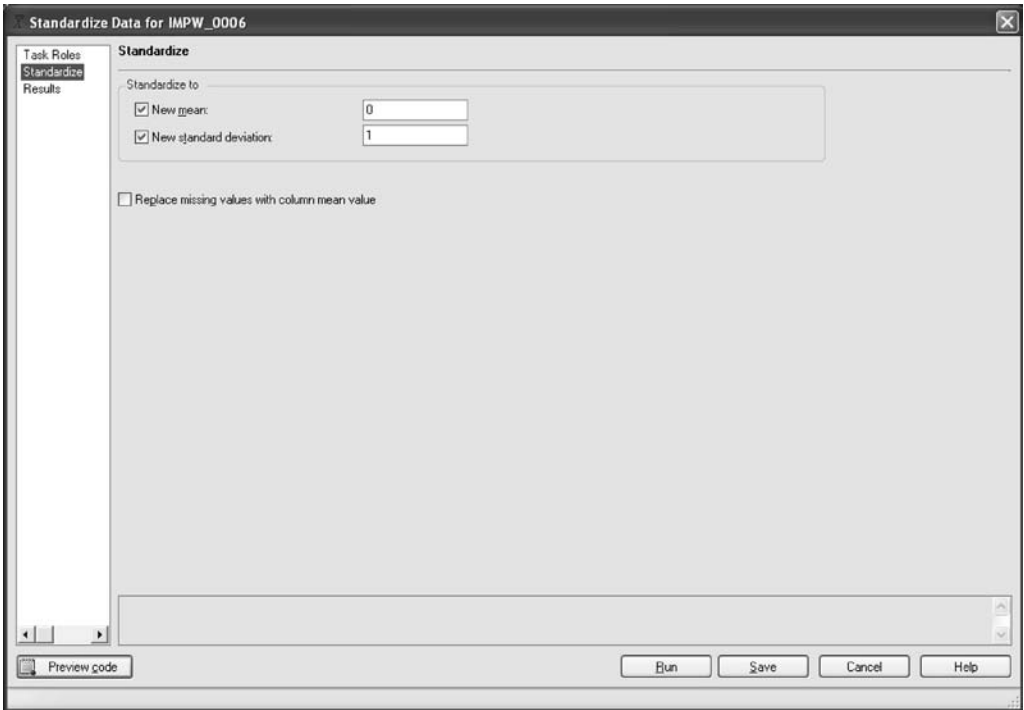 Standardize Data for IMPW_0006
Task Roles
Standardize
Results
Standardize
Standardize to
New mean: 0
New standard deviation: 1
Replace missing values with column mean value
Preview code
Run Save Cancel Help